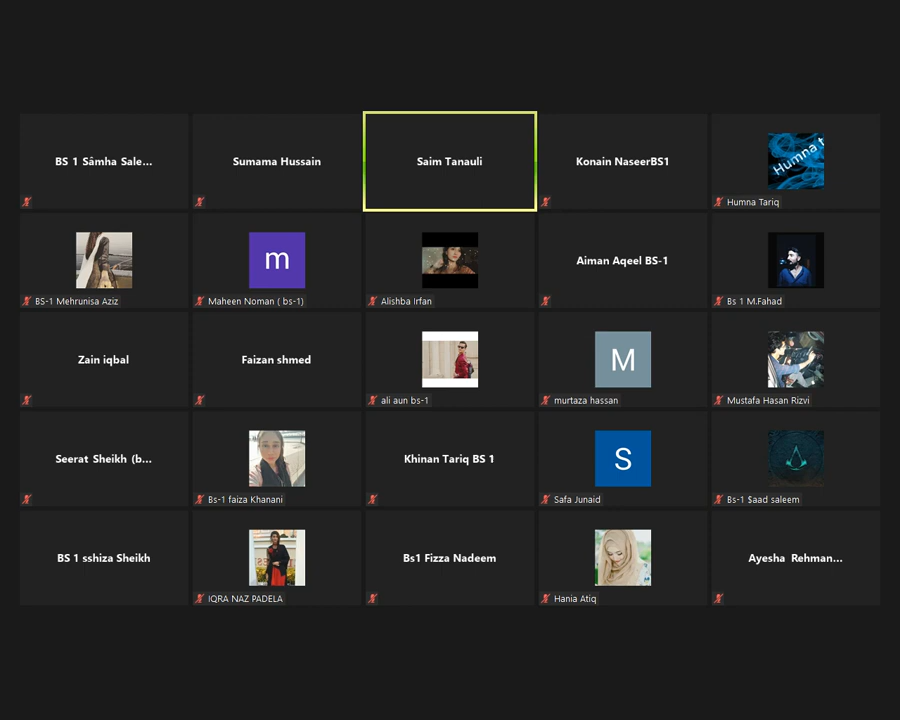 BS 1 Sâmha Sale...
Sumama Hussain
Saim Tanauli
Konain NaseerBS1
Humna t
Humna Tariq
BS-1 Mehrunisa Aziz
m
Maheen Noman ( bs-1)
Alishba Irfan
Aiman Aqeel BS-1
Bs 1 M.Fahad
Zain iqbal
Faizan shmed
ali aun bs-1
M
murtaza hassan
Mustafa Hasan Rizvi
Seerat Sheikh (b...
Bs-1 faiza Khanani
Khinan Tariq BS 1
S
Safa Junaid
Bs-1 $aad saleem
BS 1 sshiza Sheikh
IQRA NAZ PADELA
Bs1 Fizza Nadeem
Hania Atiq
Ayesha Rehman...